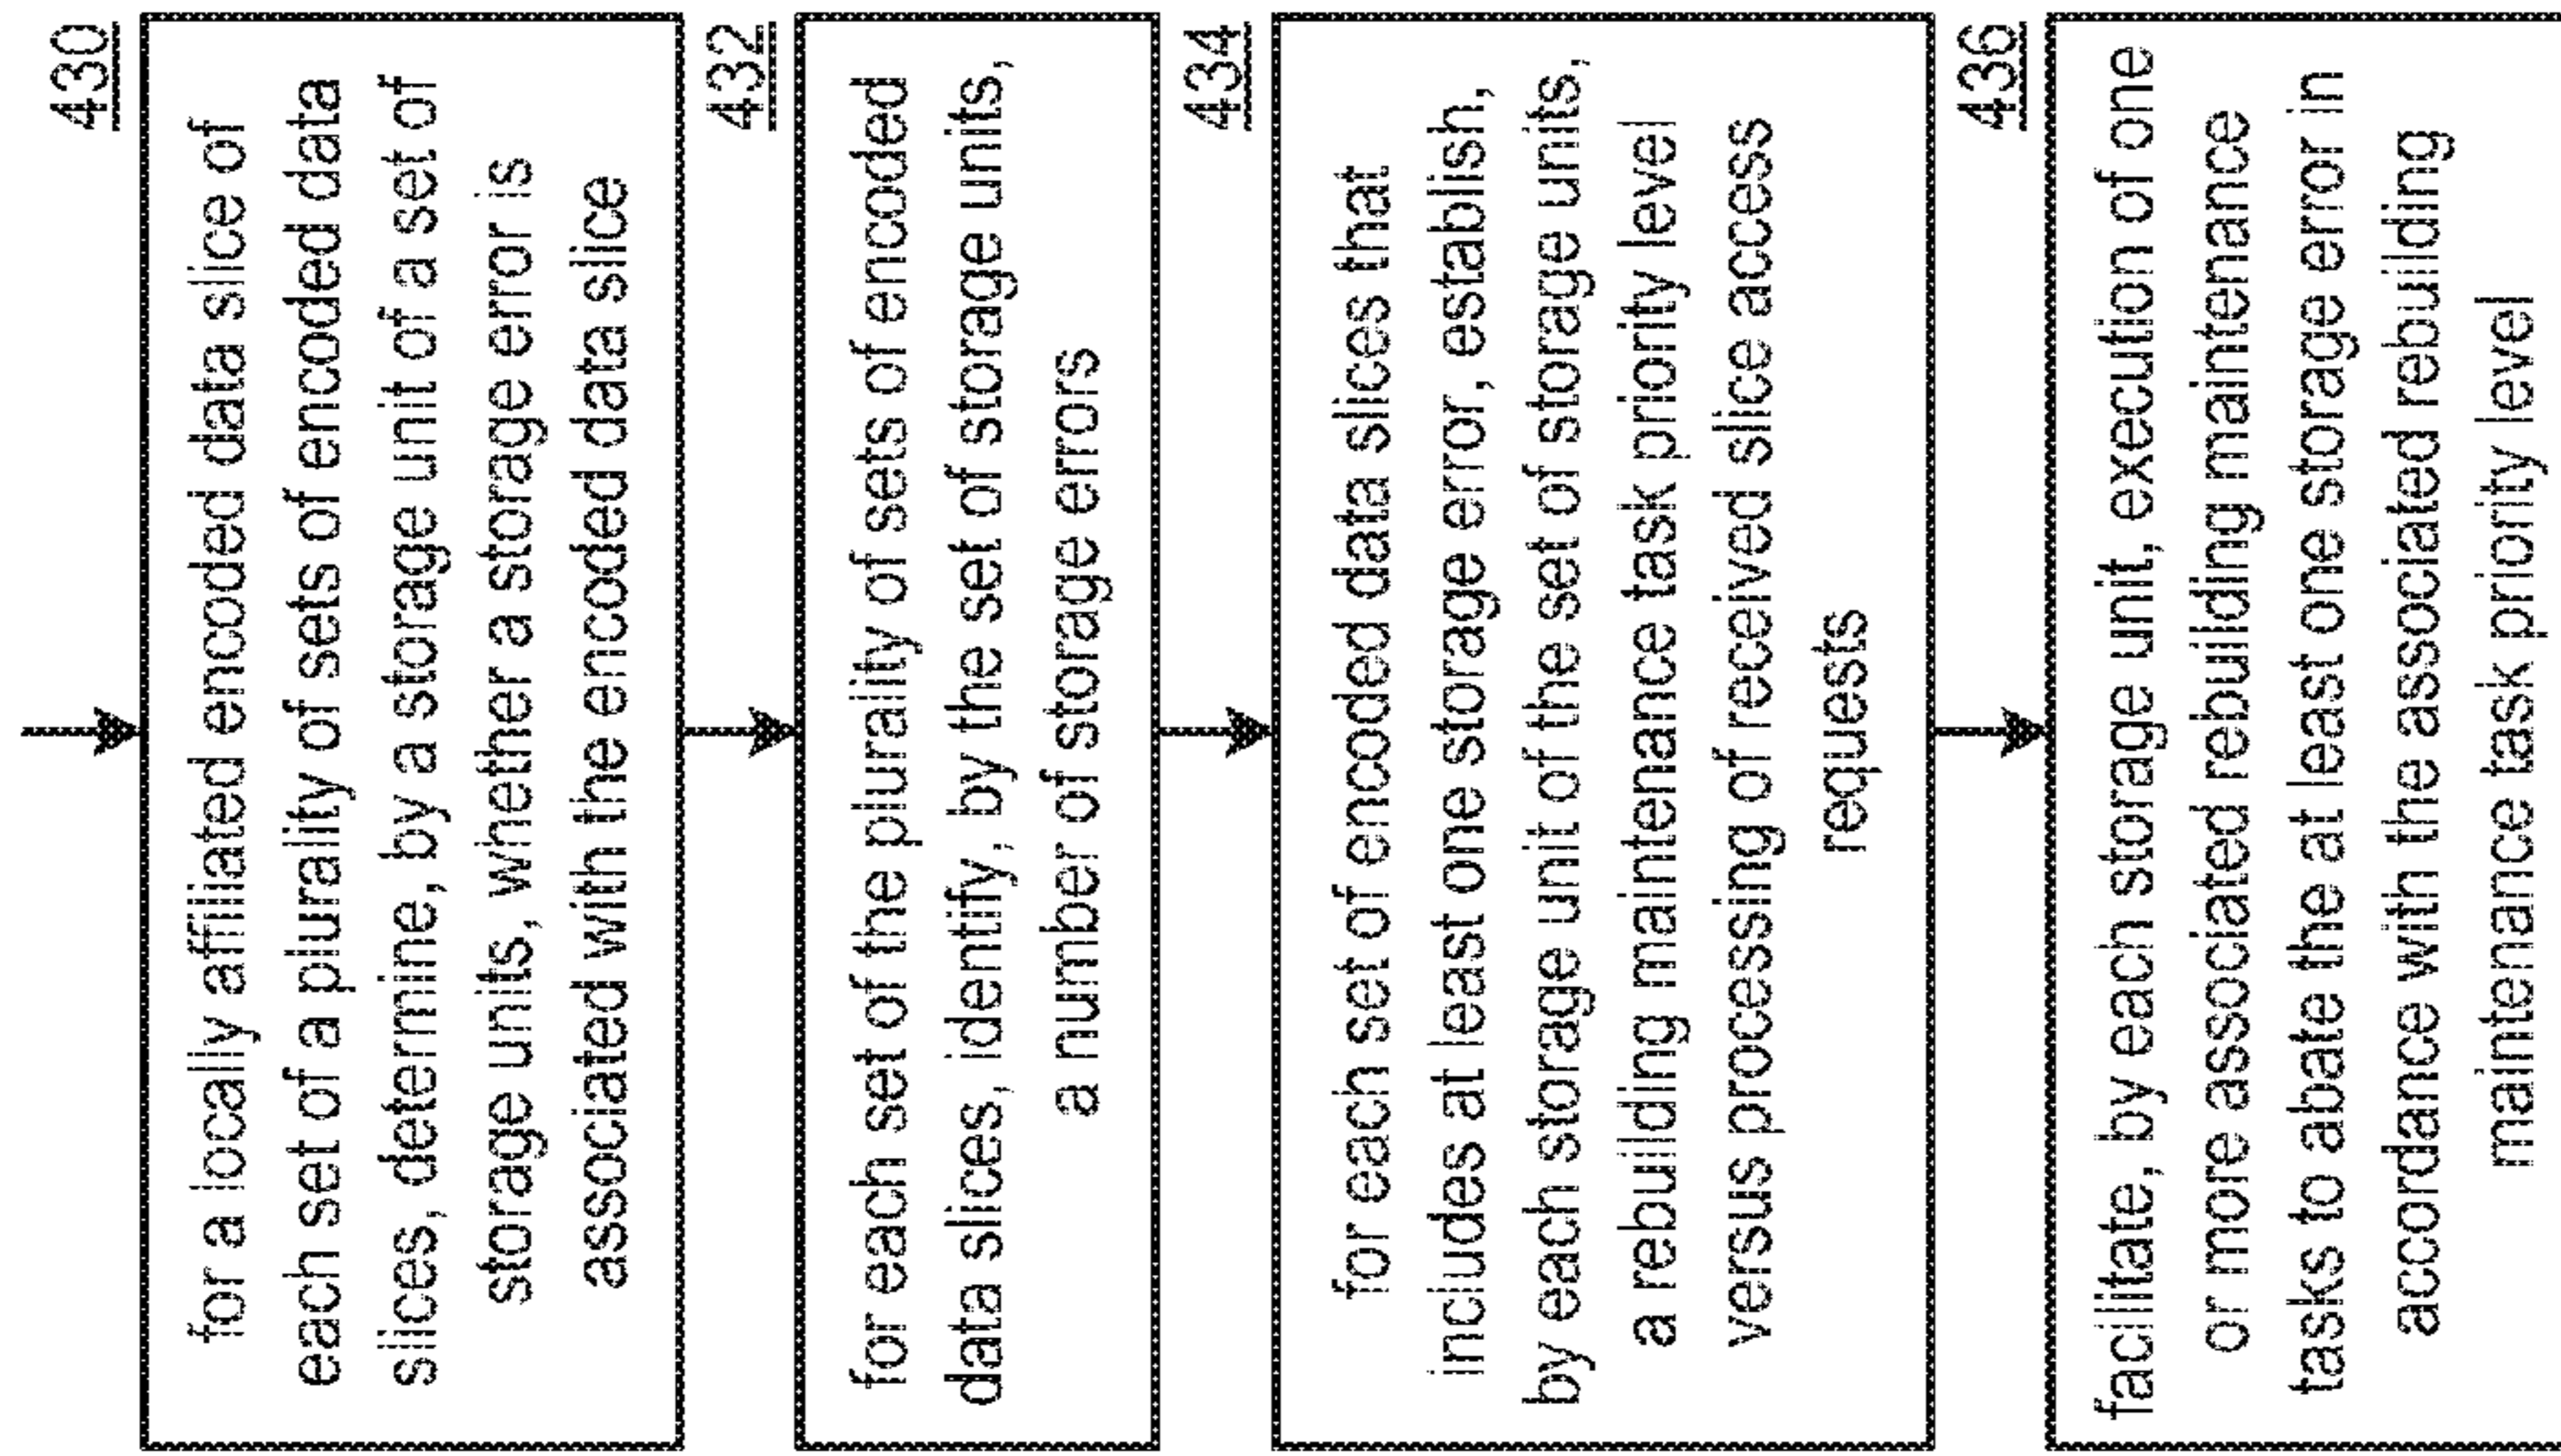 430
for a locally affiliated encoded data slice of
each set of a plurality of sets of encoded data
slices, determine, by a storage unit of a set of
storage units, whether a storage error is
associated with the encoded data slice
432
for each set of the plurality of sets of encoded
data slices, identify, by the set of storage units,
a number of storage errors
434
for each set of encoded data slices that
includes at least one storage error, establish,
by each storage unit of the set of storage units,
a rebuilding maintenance task priority level
versus processing of received slice access
requests
436
facilitate, by each storage unit, execution of one
or more associated rebuilding maintenance
tasks to abate the at least one storage error in
accordance with the associated rebuilding
maintenance task priority level